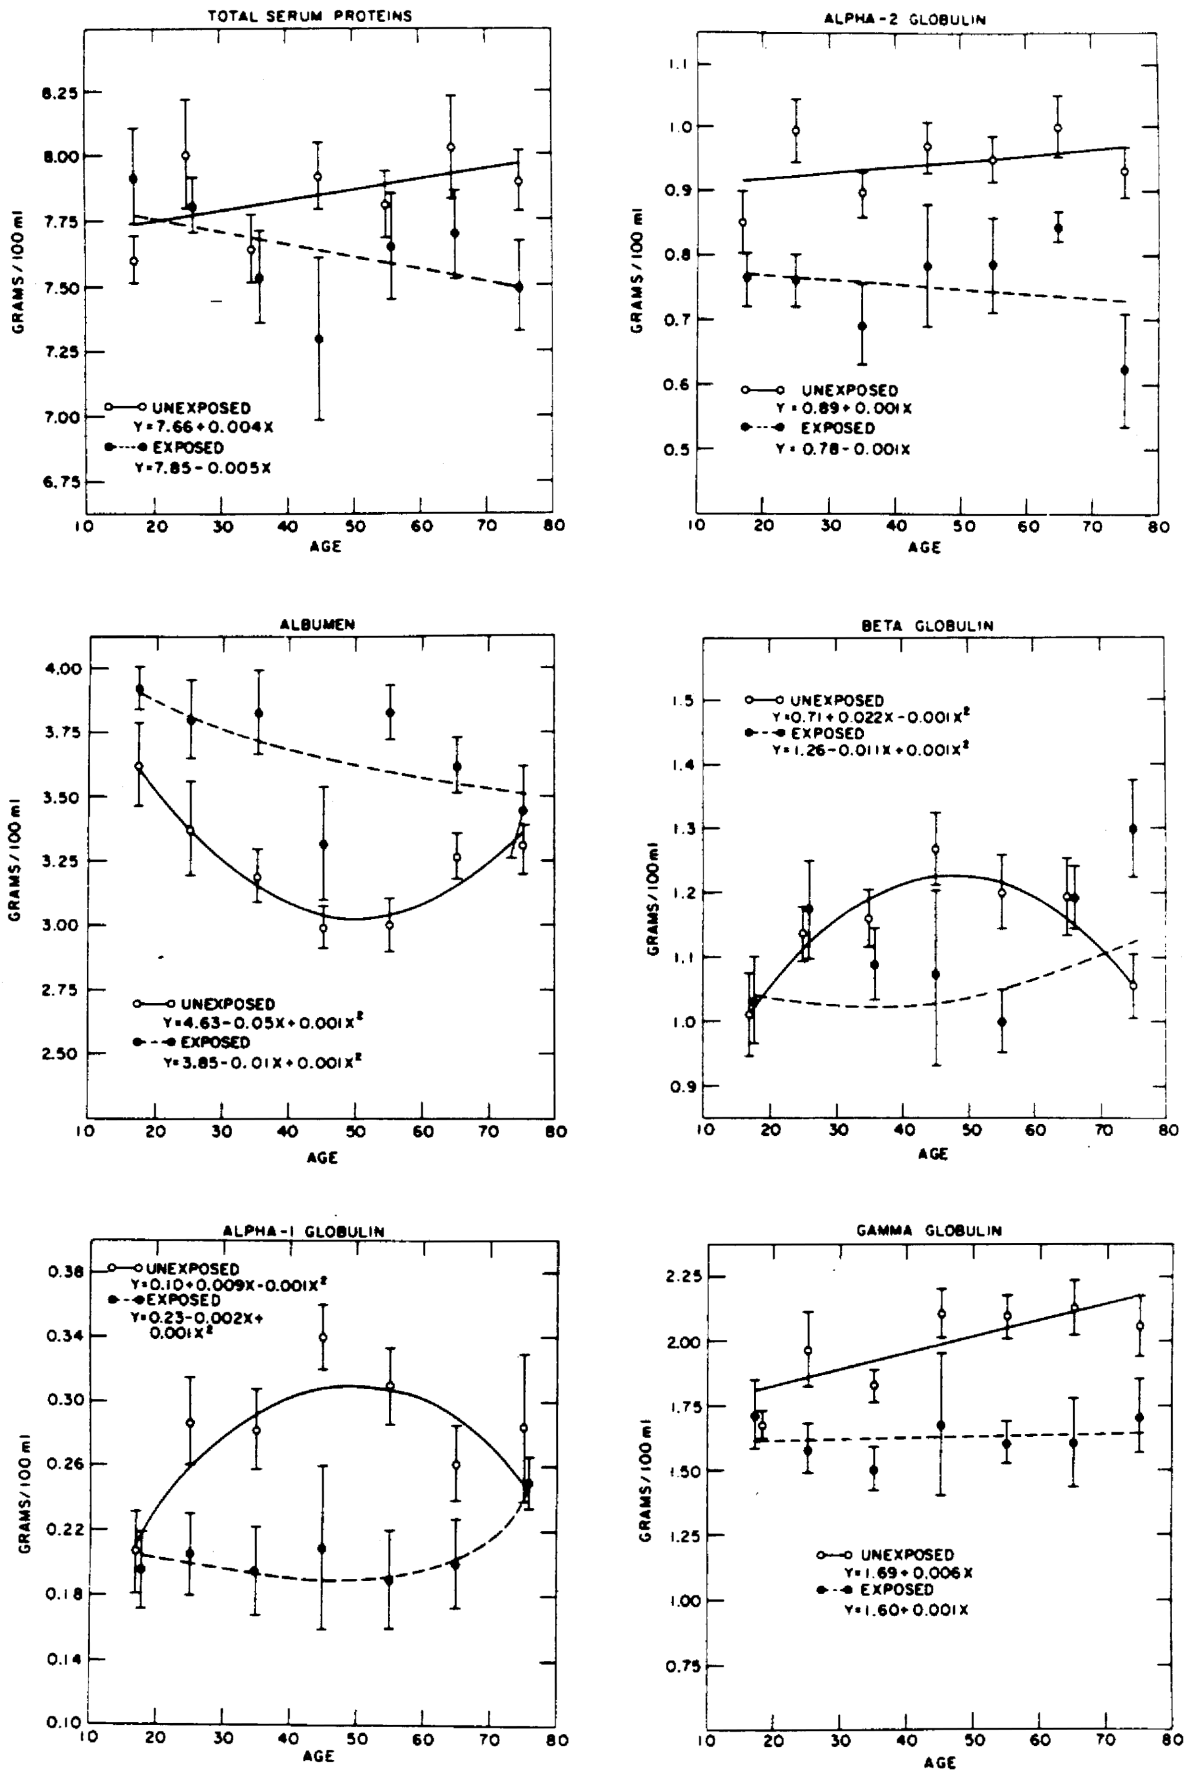 TOTAL SERUM PROTEINS
GRAMS/100 ml
8.25
8.00
7.75
7.50
7.25
7.00
6.75
UNEXPOSED
Y=7.66+0.004X
EXPOSED
Y=7.85-0.005X
10 20 30 40 50 60 70 80
AGE
ALPHA-2 GLOBULIN
GRAMS/100 ml
1.1
1.0
0.9
0.8
0.7
0.6
0.5
UNEXPOSED
Y=0.89+0.001X
EXPOSED
Y=0.78-0.001X
10 20 30 40 50 60 70 80
AGE
ALBUMEN
GRAMS/100 ml
4.00
3.75
3.50
3.25
3.00
2.75
2.50
UNEXPOSED
Y=4.63-0.05X+0.001X²
EXPOSED
Y=3.85-0.01X+0.001X²
10 20 30 40 50 60 70 80
AGE
BETA GLOBULIN
GRAMS/100 ml
1.5
1.4
1.3
1.2
1.1
1.0
0.9
UNEXPOSED
Y=0.71+0.022X-0.001X²
EXPOSED
Y=1.26-0.011X+0.001X²
10 20 30 40 50 60 70 80
AGE
ALPHA-1 GLOBULIN
GRAMS/100 ml
0.38
0.34
0.30
0.26
0.22
0.18
0.14
0.10
UNEXPOSED
Y=0.10+0.009X-0.001X²
EXPOSED
Y=0.23-0.002X+
0.001X²
10 20 30 40 50 60 70 80
AGE
GAMMA GLOBULIN
GRAMS/100 ml
2.25
2.00
1.75
1.50
1.25
1.00
0.75
UNEXPOSED
Y=1.69+0.006X
EXPOSED
Y=1.60+0.001X
10 20 30 40 50 60 70 80
AGE